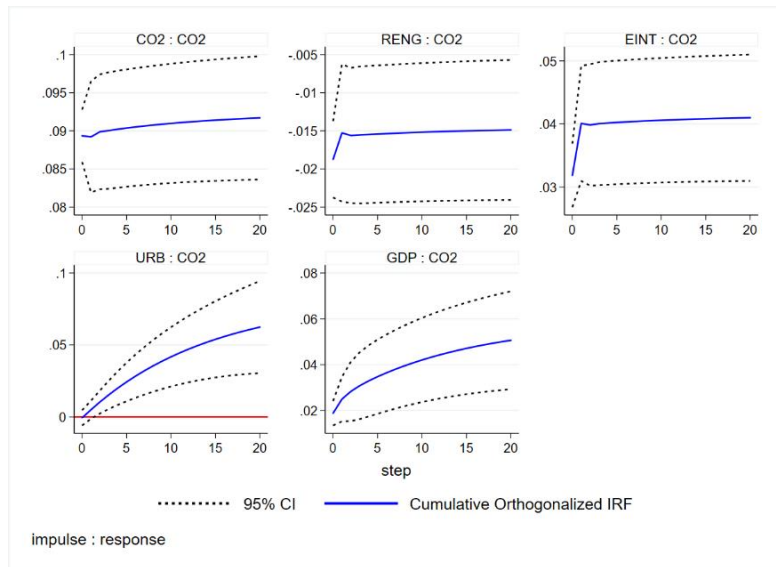 CO2 : CO2
.1
.095
.09
.085
.08
0 5 10 15 20
RENG : CO2
-.005
-.01
-.015
-.02
-.025
0 5 10 15 20
EINT : CO2
.05
.04
.03
0 5 10 15 20
URB : CO2
.1
.05
0
0 5 10 15 20
GDP : CO2
.08
.06
.04
.02
0 5 10 15 20
step
95% CI Cumulative Orthogonalized IRF
impulse : response